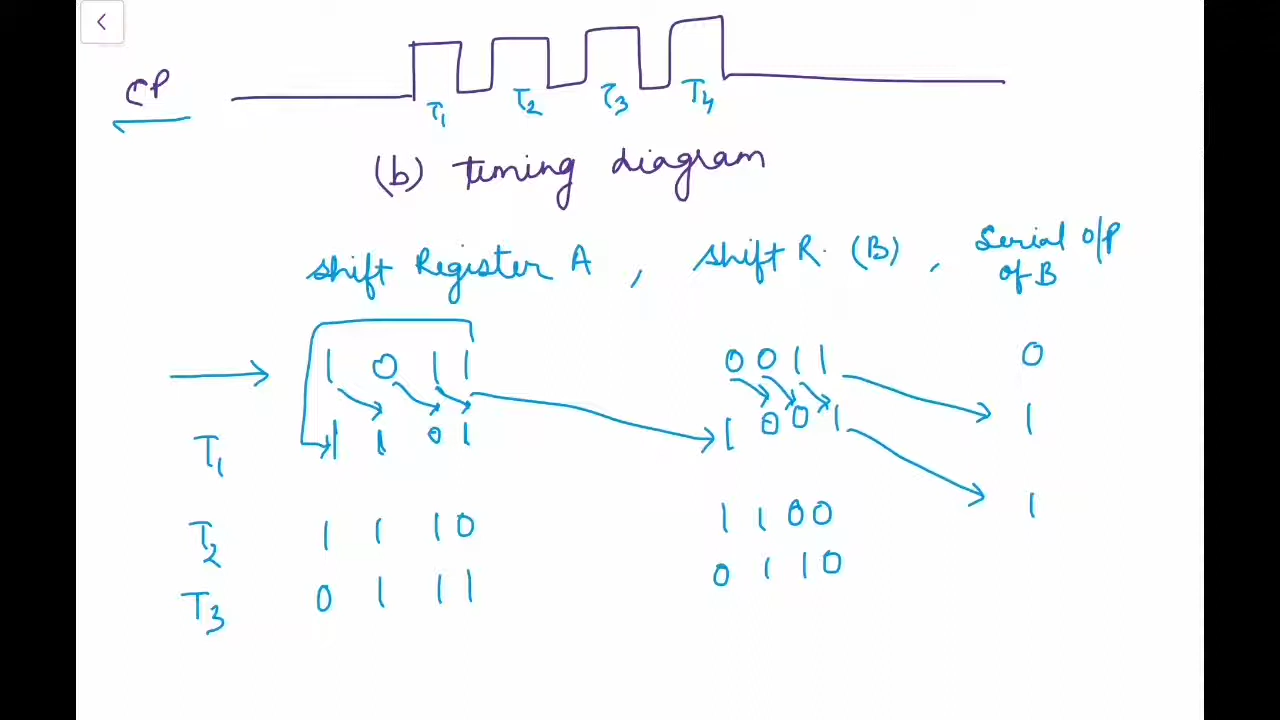 CP
T1 T2 T3 T4
(b) Timing diagram
Shift Register A , Shift R. (B) , Serial O/P of B
1 0 1 1 0 0 1 1 0
T1 1 1 0 1 1 0 0 1 1
1
T2 1 1 1 0 1 1 0 0
T3 0 1 1 1 0 1 1 0